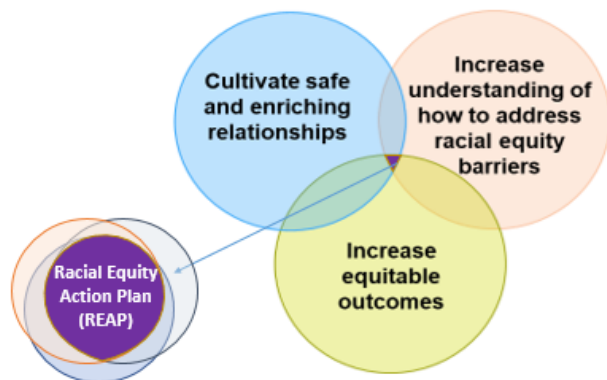 Cultivate safe
and enriching
relationships
Increase
understanding of
how to address
racial equity
barriers
Increase
equitable
outcomes
Racial Equity
Action Plan
(REAP)